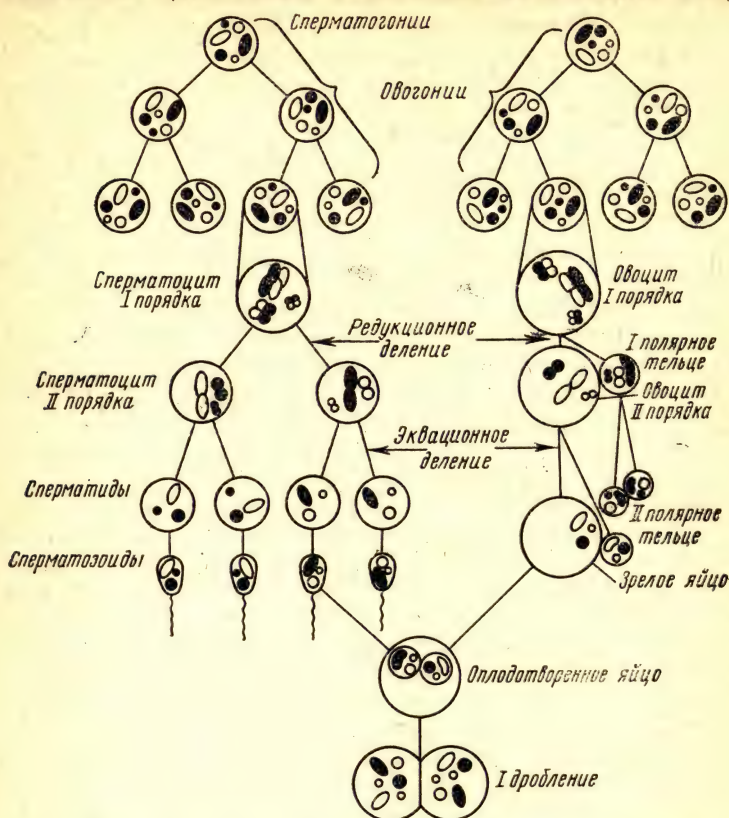 Сперматогонии
Овогонии
Сперматоцит
I порядка
Овоцит
I порядка
Редукционное
деление
I полярное
тельце
Сперматоцит
II порядка
Овоцит
II порядка
Эквационное
деление
Сперматиды
II полярное
тельце
Сперматозоиды
Зрелое яйцо
Оплодотворенное яйцо
I дробление